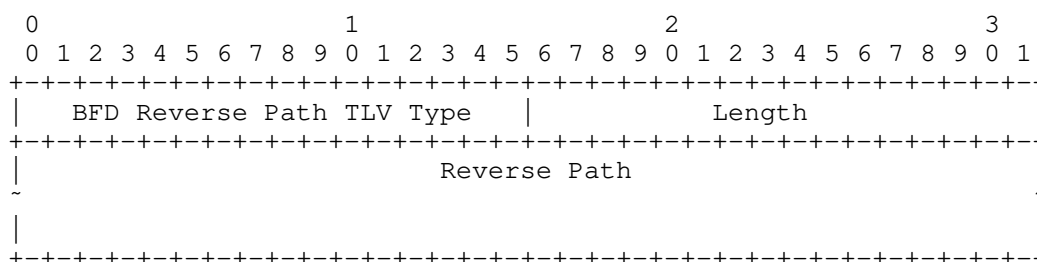 0                   1                   2                   3
 0 1 2 3 4 5 6 7 8 9 0 1 2 3 4 5 6 7 8 9 0 1 2 3 4 5 6 7 8 9 0 1
+-+-+-+-+-+-+-+-+-+-+-+-+-+-+-+-+-+-+-+-+-+-+-+-+-+-+-+-+-+-+-+-
|   BFD Reverse Path TLV Type   |           Length
+-+-+-+-+-+-+-+-+-+-+-+-+-+-+-+-+-+-+-+-+-+-+-+-+-+-+-+-+-+-+-+-
|                          Reverse Path
~                                                               ~
|
+-+-+-+-+-+-+-+-+-+-+-+-+-+-+-+-+-+-+-+-+-+-+-+-+-+-+-+-+-+-+-+-